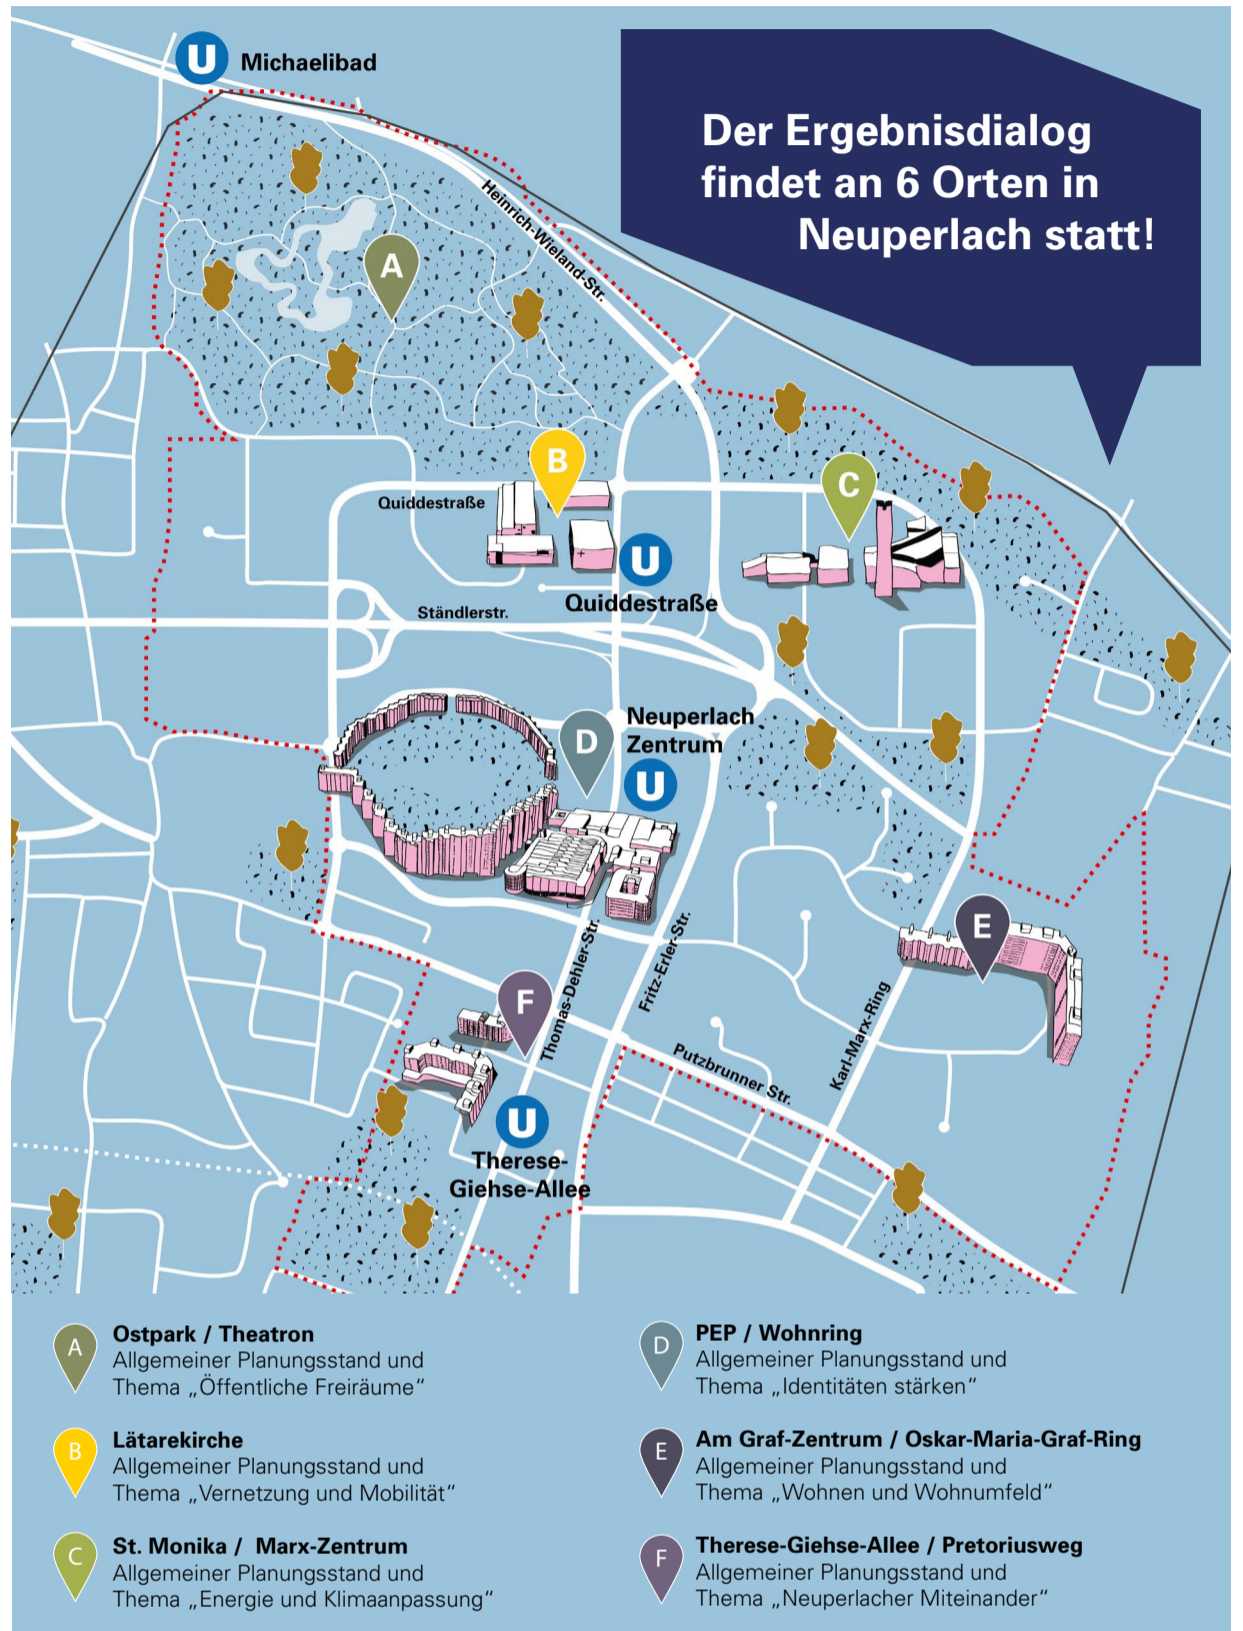 U Michaelibad
Der Ergebnisdialog
findet an 6 Orten in
Neuperlach statt!
Heinrich-Wieland-Str.
A
B
C
Quiddestraße
U
Quiddestraße
Ständlerstr.
D
Neuperlach
Zentrum
U
E
F
Thomas-Dehler-Str.
Fritz-Erler-Str.
Karl-Marx-Ring
Putzbrunner Str.
U
Therese-
Giehse-Allee
A
Ostpark / Theatron
Allgemeiner Planungsstand und
Thema „Öffentliche Freiräume“
B
Lätarekirche
Allgemeiner Planungsstand und
Thema „Vernetzung und Mobilität“
C
St. Monika / Marx-Zentrum
Allgemeiner Planungsstand und
Thema „Energie und Klimaanpassung“
D
PEP / Wohnring
Allgemeiner Planungsstand und
Thema „Identitäten stärken“
E
Am Graf-Zentrum / Oskar-Maria-Graf-Ring
Allgemeiner Planungsstand und
Thema „Wohnen und Wohnumfeld“
F
Therese-Giehse-Allee / Pretoriusweg
Allgemeiner Planungsstand und
Thema „Neuperlacher Miteinander“